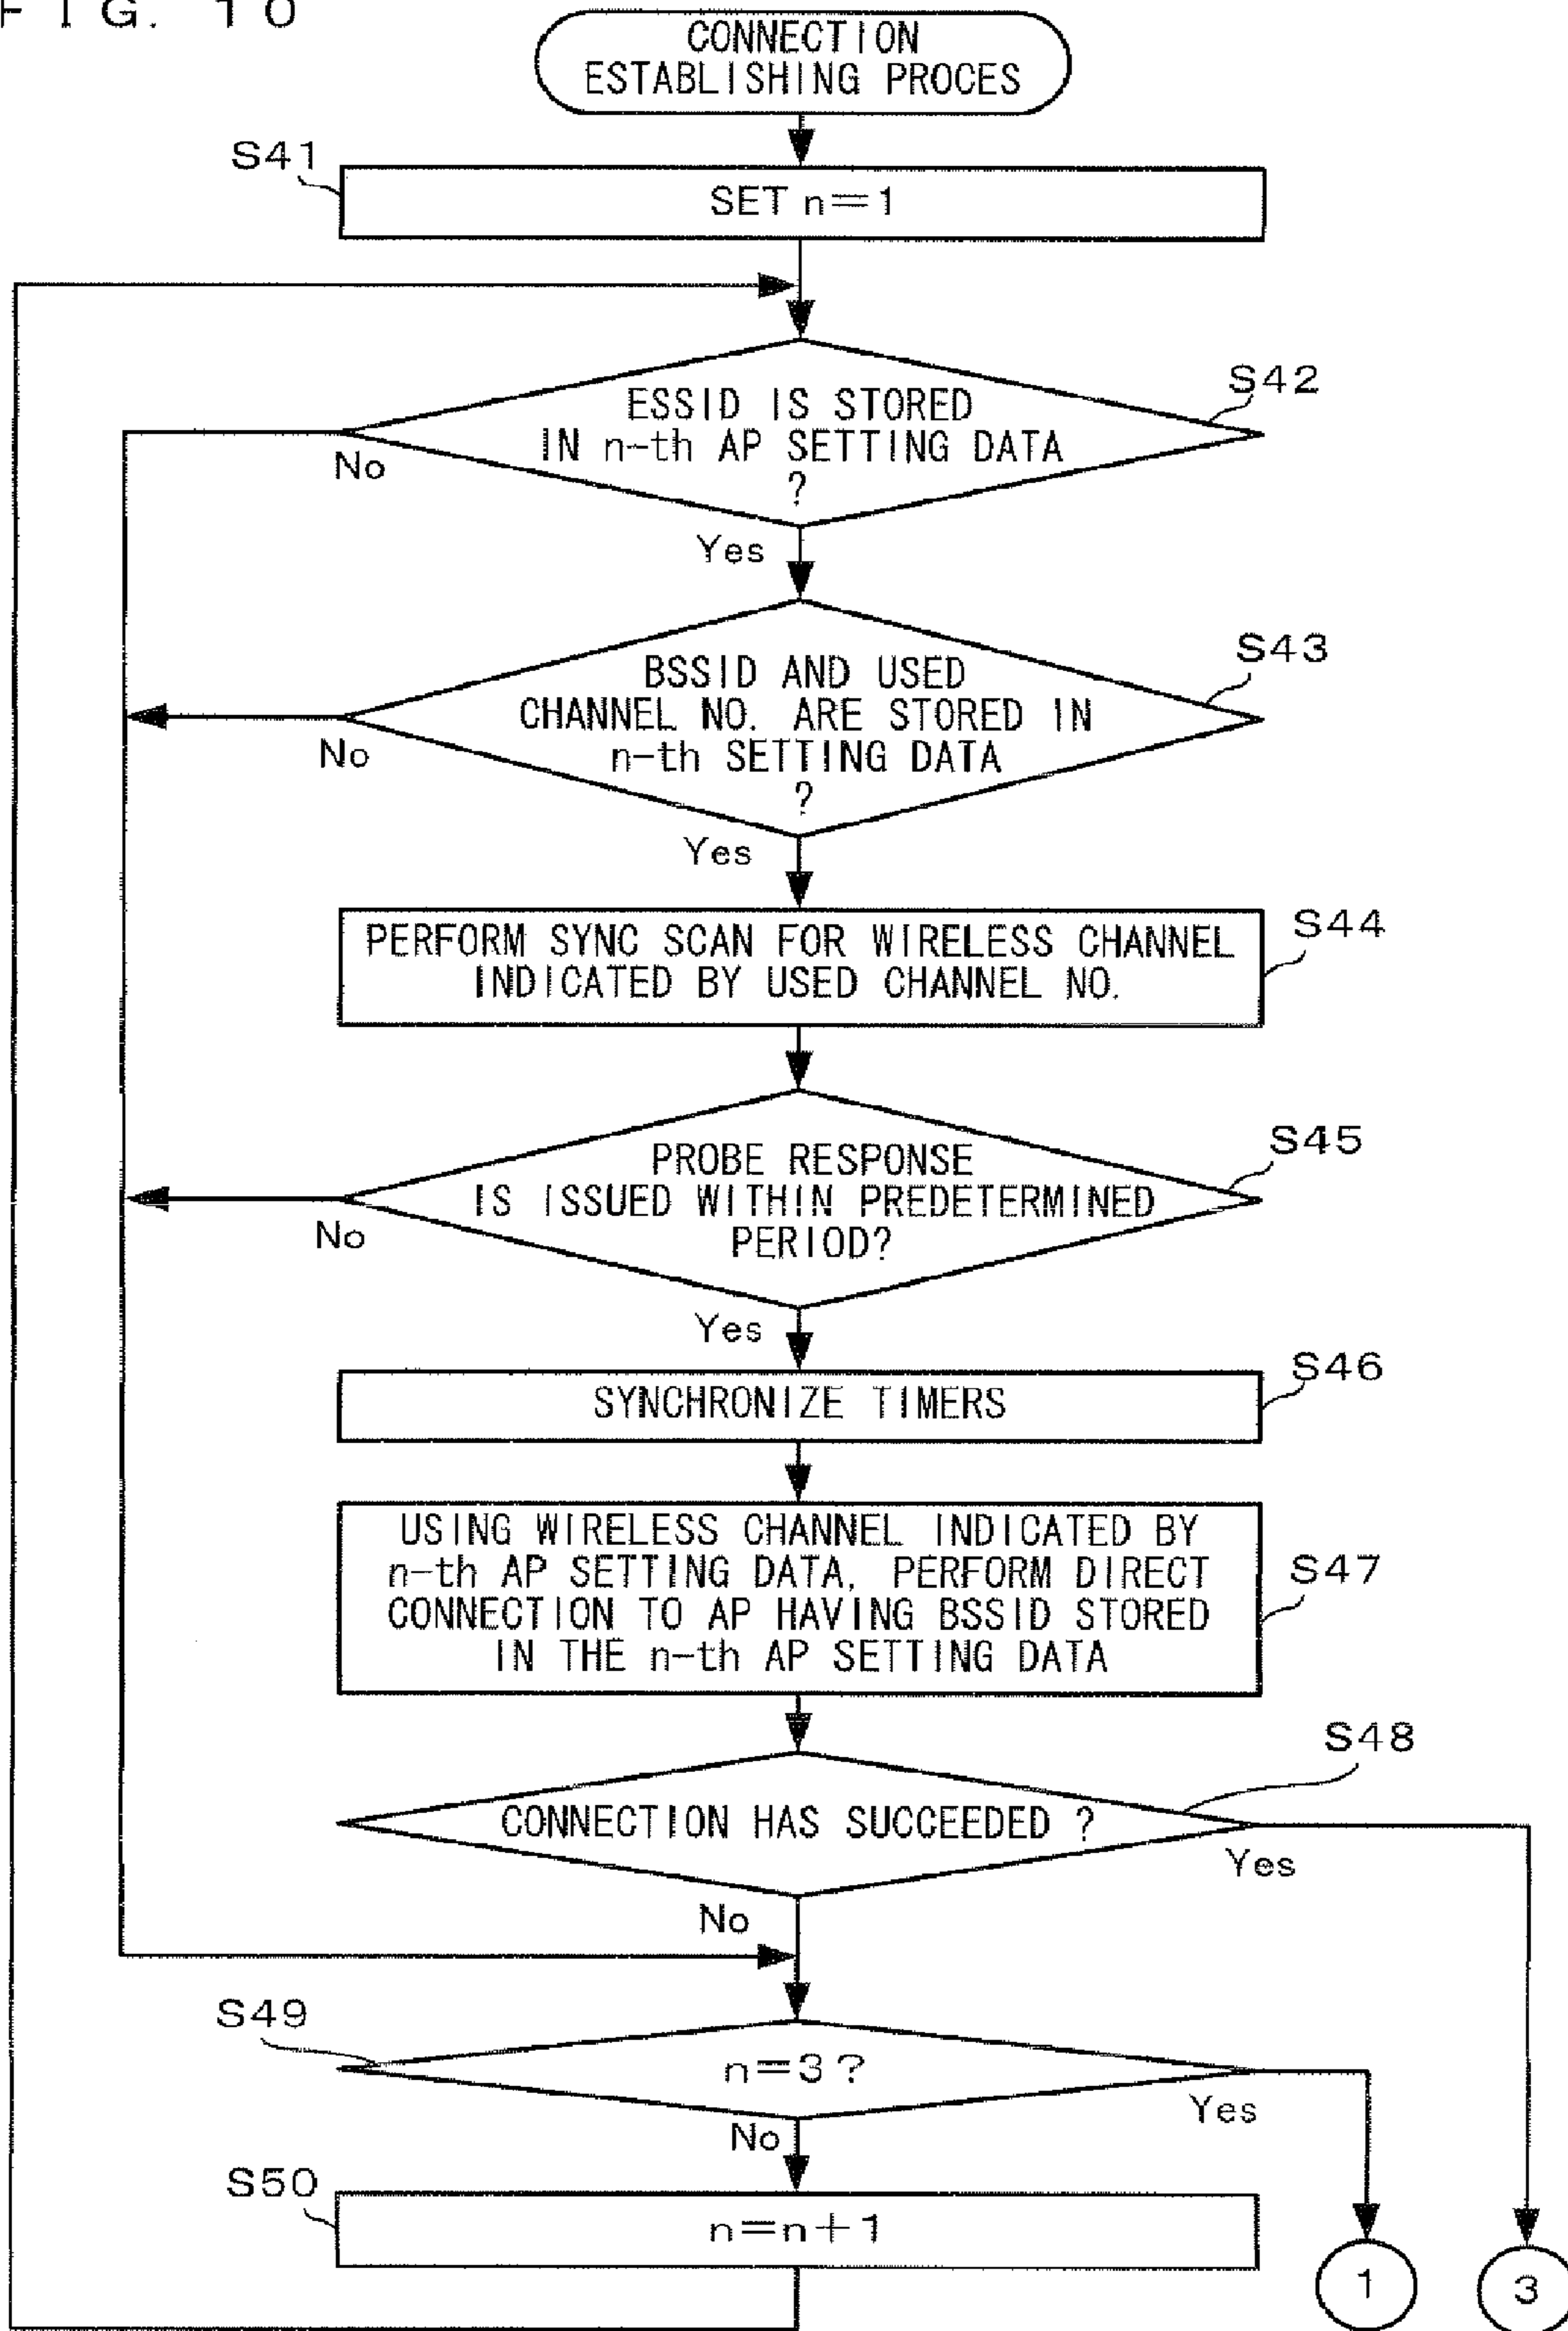 FIG. 10
CONNECTION
ESTABLISHING PROCES
S41
SET n=1
S42
ESSID IS STORED
IN n-th AP SETTING DATA
?
No
Yes
S43
BSSID AND USED
CHANNEL NO. ARE STORED IN
n-th SETTING DATA
?
No
Yes
S44
PERFORM SYNC SCAN FOR WIRELESS CHANNEL
INDICATED BY USED CHANNEL NO.
S45
PROBE RESPONSE
IS ISSUED WITHIN PREDETERMINED
PERIOD?
No
Yes
S46
SYNCHRONIZE TIMERS
S47
USING WIRELESS CHANNEL INDICATED BY
n-th AP SETTING DATA, PERFORM DIRECT
CONNECTION TO AP HAVING BSSID STORED
IN THE n-th AP SETTING DATA
S48
CONNECTION HAS SUCCEEDED ?
Yes
No
S49
n=3?
Yes
No
S50
n=n+1
1
3